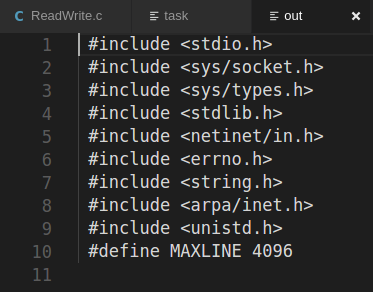 C ReadWrite.c task out ×
1 #include <stdio.h>
2 #include <sys/socket.h>
3 #include <sys/types.h>
4 #include <stdlib.h>
5 #include <netinet/in.h>
6 #include <errno.h>
7 #include <string.h>
8 #include <arpa/inet.h>
9 #include <unistd.h>
10 #define MAXLINE 4096
11